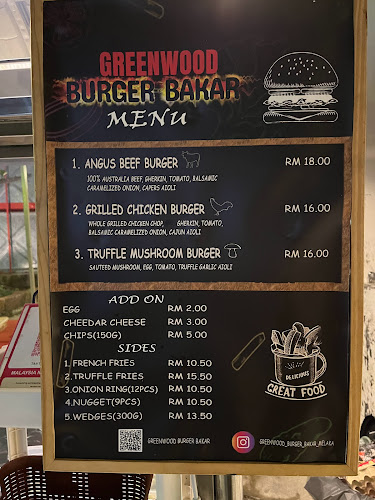 GREENWOOD
BURGER BAKAR
MENU
1. ANGUS BEEF BURGER RM 18.00
100% AUSTRALIA BEEF, GHERKIN, TOMATO, BALSAMIC
CARAMELIZED ONION, CAPERS AIOLI
2. GRILLED CHICKEN BURGER RM 16.00
WHOLE GRILLED CHICKEN CHOP, GHERKIN, TOMATO,
BALSAMIC CARAMELIZED ONION, CAJUN AIOLI
3. TRUFFLE MUSHROOM BURGER RM 16.00
SAUTEED MUSHROOM, EGG, TOMATO, TRUFFLE GARLIC AIOLI
ADD ON
EGG RM 2.00
CHEEDAR CHEESE RM 3.00
CHIPS(150G) RM 5.00
SIDES
1. FRENCH FRIES RM 10.50
2.TRUFFLE FRIES RM 15.50
3.ONION RING(12PCS) RM 10.50
4.NUGGET(9PCS) RM 10.50
5.WEDGES(300G) RM 13.50
DELICIOUS
GREAT FOOD
GREENWOOD BURGER BAKAR
GREENWOOD_BURGER_BAKAR_MELAKA
MALAYSIA